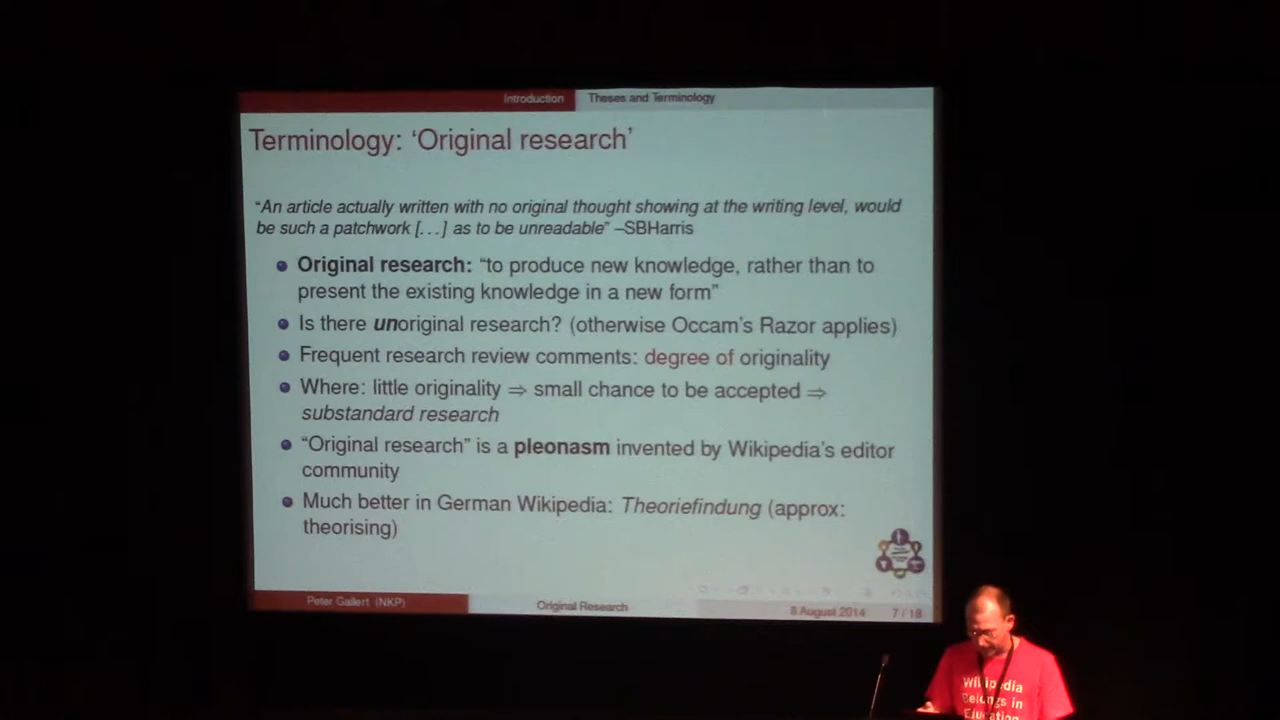 Introduction Theses and Terminology
Terminology: ‘Original research’
“An article actually written with no original thought showing at the writing level, would
be such a patchwork [...] as to be unreadable” –SBHarris
Original research: “to produce new knowledge, rather than to
present the existing knowledge in a new form”
Is there unoriginal research? (otherwise Occam's Razor applies)
Frequent research review comments: degree of originality
Where: little originality ⇒ small chance to be accepted ⇒
substandard research
“Original research” is a pleonasm invented by Wikipedia's editor
community
Much better in German Wikipedia: Theoriefindung (approx:
theorising)
Peter Gallert (NKP) Original Research 8 August 2014 7 / 18
Wikipedia
Belongs in
Education